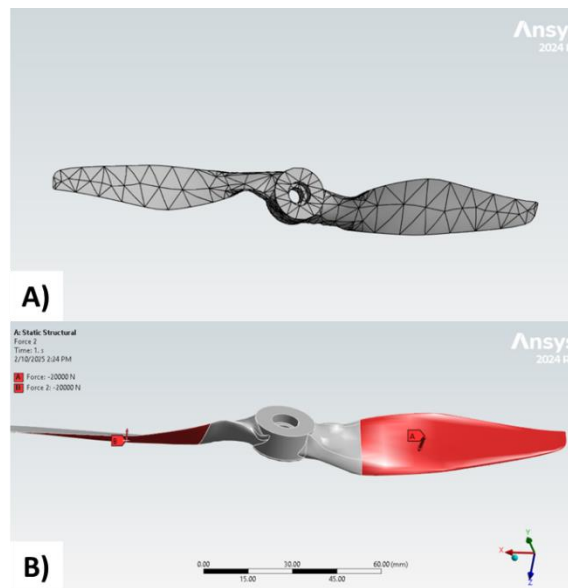 Ansys
2024 R
A)
A: Static Structural
Force 2
Time: 1. s
2/10/2025 2:24 PM
A Force: -20000 N
B Force 2: -20000 N
Ansys
2024 R
B
A
0.00 30.00 60.00 (mm)
15.00 45.00
Y
X
Z
B)